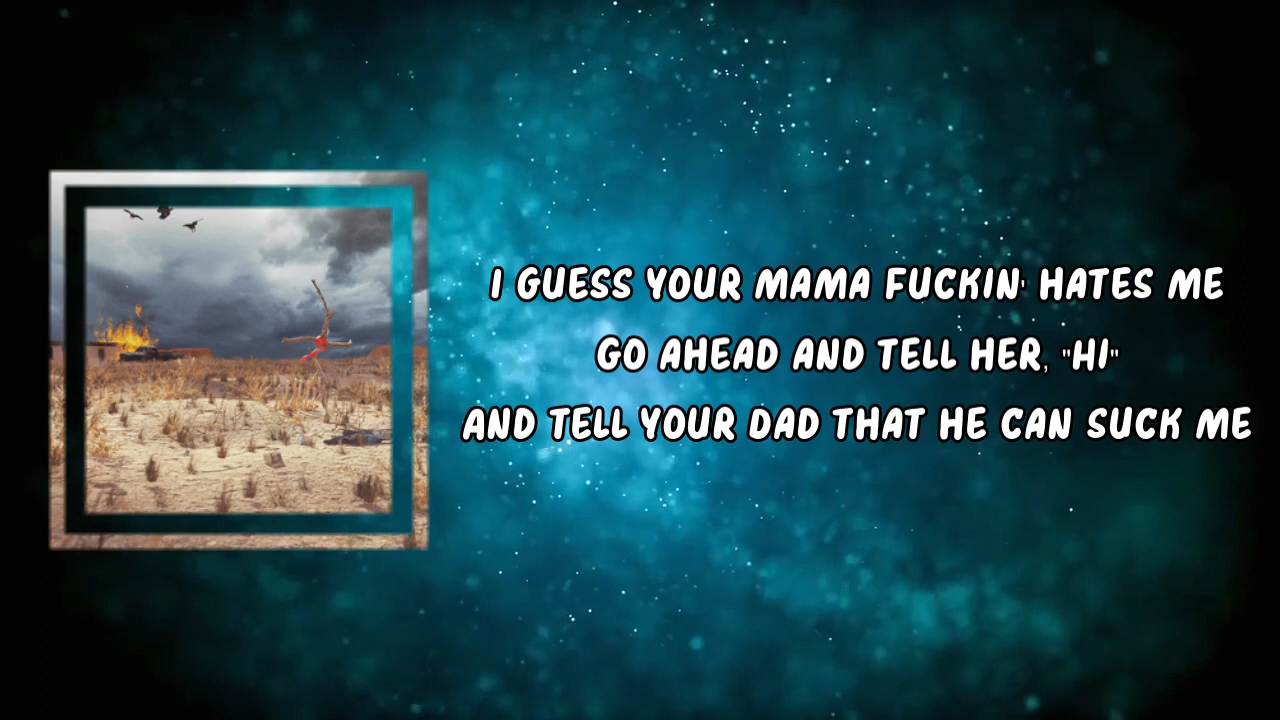 I GUESS YOUR MAMA FUCKIN' HATES ME
GO AHEAD AND TELL HER, "HI"
AND TELL YOUR DAD THAT HE CAN SUCK ME